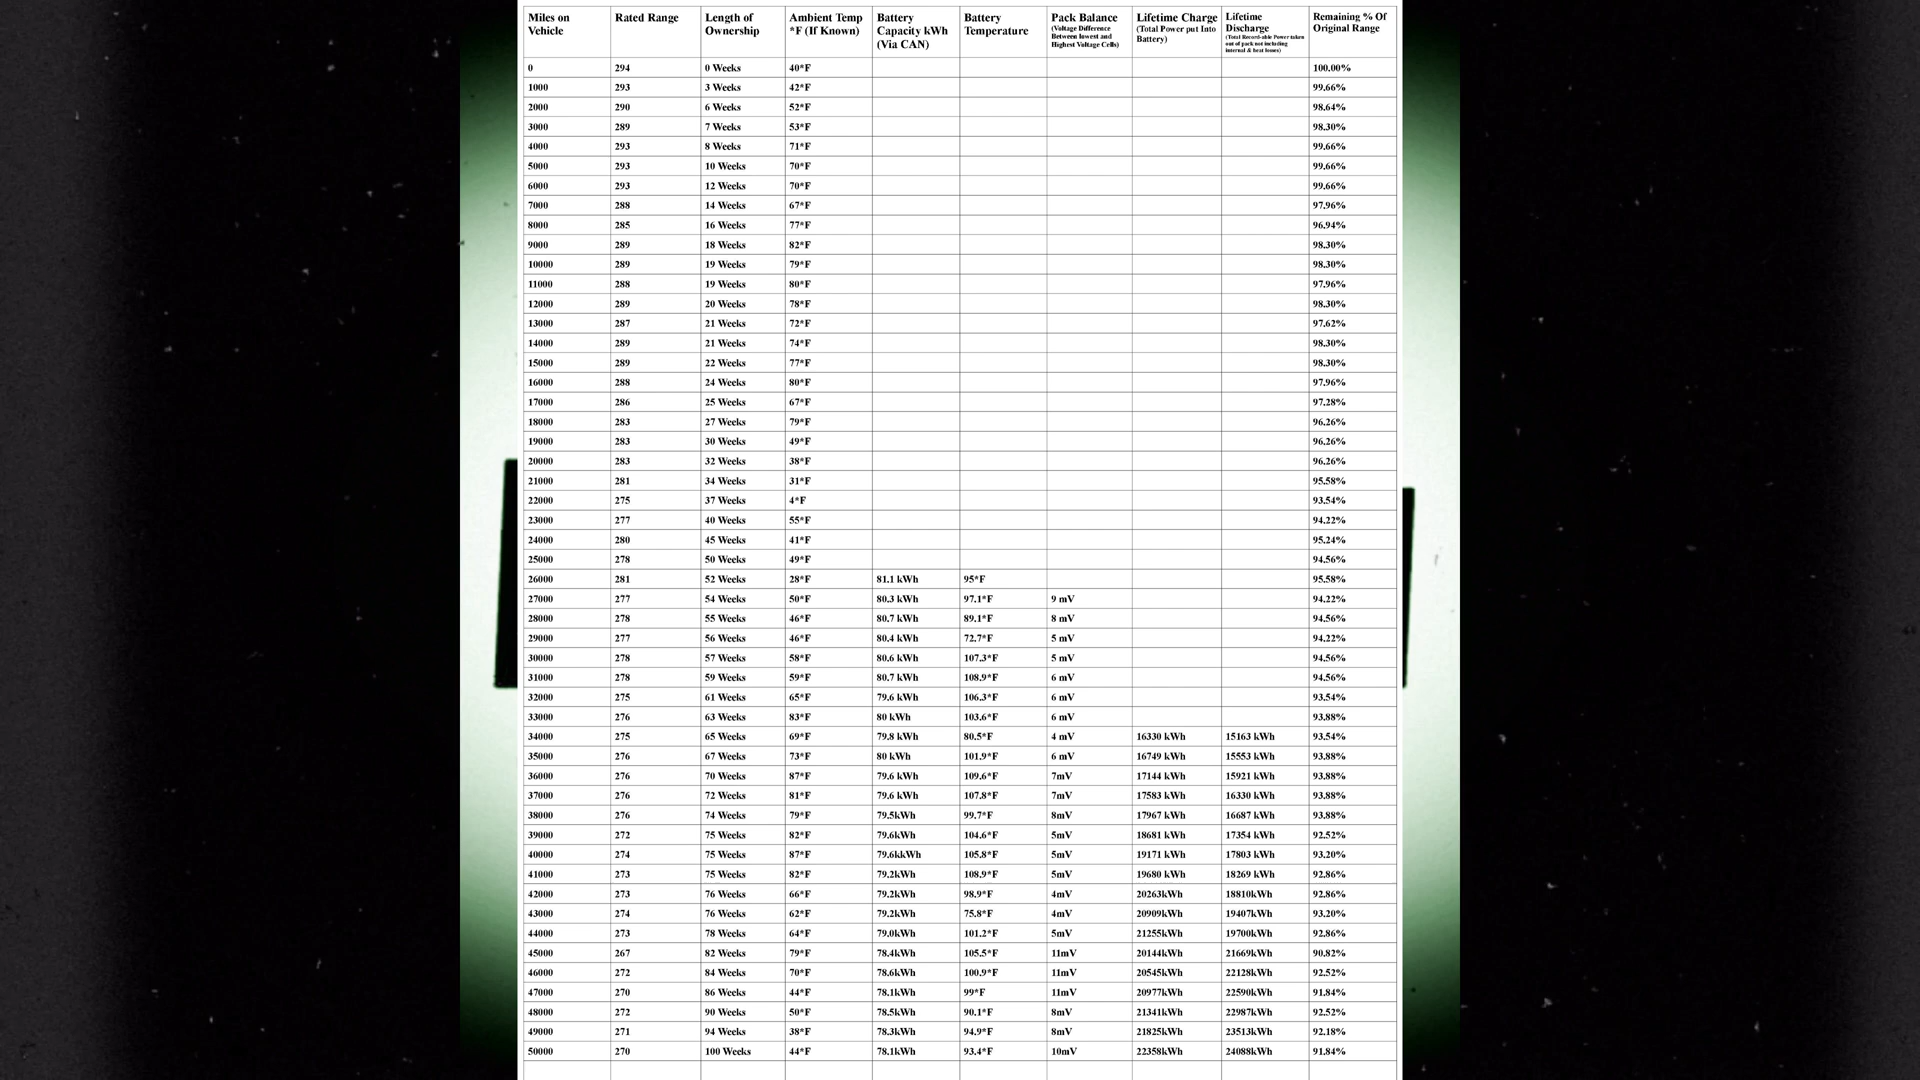 Miles on Vehicle Rated Range Length of Ownership Ambient Temp *F (If Known) Battery Capacity kWh (Via CAN) Battery Temperature Pack Balance (Voltage Difference Between lowest and Highest Voltage Cells) Lifetime Charge (Total Power put Into Battery) Lifetime Discharge (Total Record-able Power taken out of pack not including internal & heat losses) Remaining % Of Original Range
0 294 0 Weeks 40*F 100.00%
1000 293 3 Weeks 42*F 99.66%
2000 290 6 Weeks 52*F 98.64%
3000 289 7 Weeks 53*F 98.30%
4000 293 8 Weeks 71*F 99.66%
5000 293 10 Weeks 70*F 99.66%
6000 293 12 Weeks 70*F 99.66%
7000 288 14 Weeks 67*F 97.96%
8000 285 16 Weeks 77*F 96.94%
9000 289 18 Weeks 82*F 98.30%
10000 289 19 Weeks 79*F 98.30%
11000 288 19 Weeks 80*F 97.96%
12000 289 20 Weeks 78*F 98.30%
13000 287 21 Weeks 72*F 97.62%
14000 289 21 Weeks 74*F 98.30%
15000 289 22 Weeks 77*F 98.30%
16000 288 24 Weeks 80*F 97.96%
17000 286 25 Weeks 67*F 97.28%
18000 283 27 Weeks 79*F 96.26%
19000 283 30 Weeks 49*F 96.26%
20000 283 32 Weeks 38*F 96.26%
21000 281 34 Weeks 31*F 95.58%
22000 275 37 Weeks 4*F 93.54%
23000 277 40 Weeks 55*F 94.22%
24000 280 45 Weeks 41*F 95.24%
25000 278 50 Weeks 49*F 94.56%
26000 281 52 Weeks 28*F 81.1 kWh 95*F 95.58%
27000 277 54 Weeks 50*F 80.3 kWh 97.1*F 9 mV 94.22%
28000 278 55 Weeks 46*F 80.7 kWh 89.1*F 8 mV 94.56%
29000 277 56 Weeks 46*F 80.4 kWh 72.7*F 5 mV 94.22%
30000 278 57 Weeks 58*F 80.6 kWh 107.3*F 5 mV 94.56%
31000 278 59 Weeks 59*F 80.7 kWh 108.9*F 6 mV 94.56%
32000 275 61 Weeks 65*F 79.6 kWh 106.3*F 6 mV 93.54%
33000 276 63 Weeks 83*F 80 kWh 103.6*F 6 mV 93.88%
34000 275 65 Weeks 69*F 79.8 kWh 80.5*F 4 mV 16330 kWh 15163 kWh 93.54%
35000 276 67 Weeks 73*F 80 kWh 101.9*F 6 mV 16749 kWh 15553 kWh 93.88%
36000 276 70 Weeks 87*F 79.6 kWh 109.6*F 7mV 17144 kWh 15921 kWh 93.88%
37000 276 72 Weeks 81*F 79.6 kWh 107.8*F 7mV 17583 kWh 16330 kWh 93.88%
38000 276 74 Weeks 79*F 79.5kWh 99.7*F 8mV 17967 kWh 16687 kWh 93.88%
39000 272 75 Weeks 82*F 79.6kWh 104.6*F 5mV 18681 kWh 17354 kWh 92.52%
40000 274 75 Weeks 87*F 79.6kkWh 105.8*F 5mV 19171 kWh 17803 kWh 93.20%
41000 273 75 Weeks 82*F 79.2kWh 108.9*F 5mV 19680 kWh 18269 kWh 92.86%
42000 273 76 Weeks 66*F 79.2kWh 98.9*F 4mV 20263kWh 18810kWh 92.86%
43000 274 76 Weeks 62*F 79.2kWh 75.8*F 4mV 20909kWh 19407kWh 93.20%
44000 273 78 Weeks 64*F 79.0kWh 101.2*F 5mV 21255kWh 19700kWh 92.86%
45000 267 82 Weeks 79*F 78.4kWh 105.5*F 11mV 20144kWh 21669kWh 90.82%
46000 272 84 Weeks 70*F 78.6kWh 100.9*F 11mV 20545kWh 22128kWh 92.52%
47000 270 86 Weeks 44*F 78.1kWh 99*F 11mV 20977kWh 22590kWh 91.84%
48000 272 90 Weeks 50*F 78.5kWh 90.1*F 8mV 21341kWh 22987kWh 92.52%
49000 271 94 Weeks 38*F 78.3kWh 94.9*F 8mV 21825kWh 23513kWh 92.18%
50000 270 100 Weeks 44*F 78.1kWh 93.4*F 10mV 22358kWh 24088kWh 91.84%